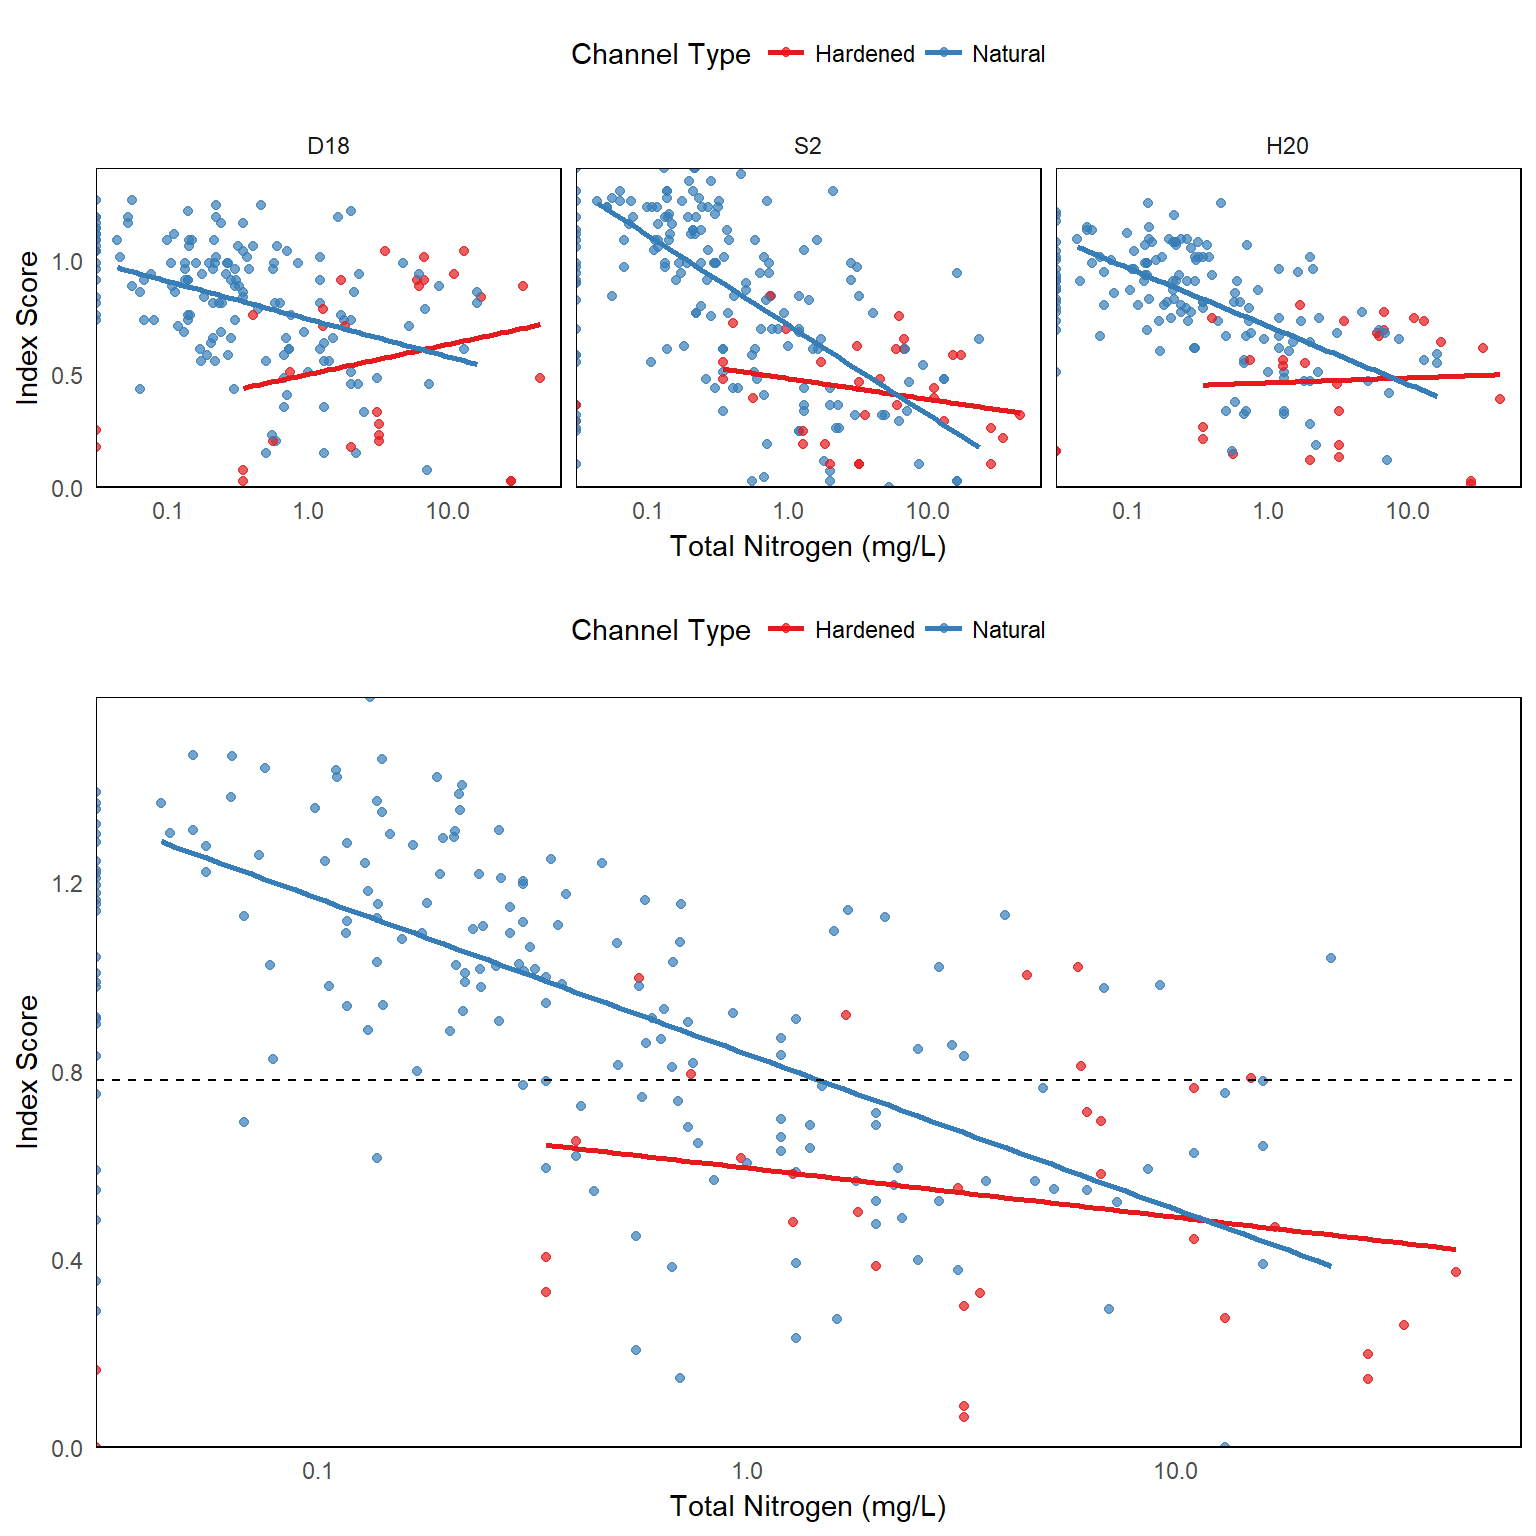 Channel Type Hardened Natural
D18 S2 H20
1.0
0.5
0.0
Index Score
0.1 1.0 10.0 0.1 1.0 10.0 0.1 1.0 10.0
Total Nitrogen (mg/L)
Channel Type Hardened Natural
1.2
0.8
0.4
0.0
Index Score
0.1 1.0 10.0
Total Nitrogen (mg/L)